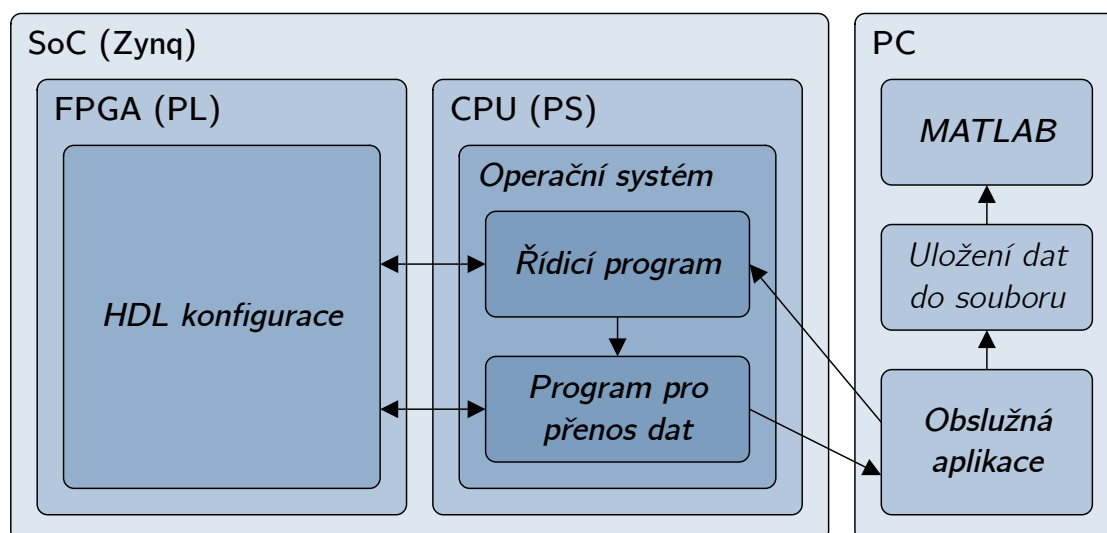 SoC (Zynq)
FPGA (PL)
HDL konfigurace
CPU (PS)
Operační systém
Řídicí program
Program pro
přenos dat
PC
MATLAB
Uložení dat
do souboru
Obslužná
aplikace